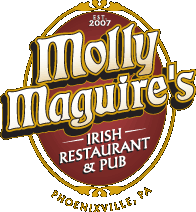 EST.
2007
Molly
Maguire's
IRISH
RESTAURANT
& PUB
PHOENIXVILLE, PA